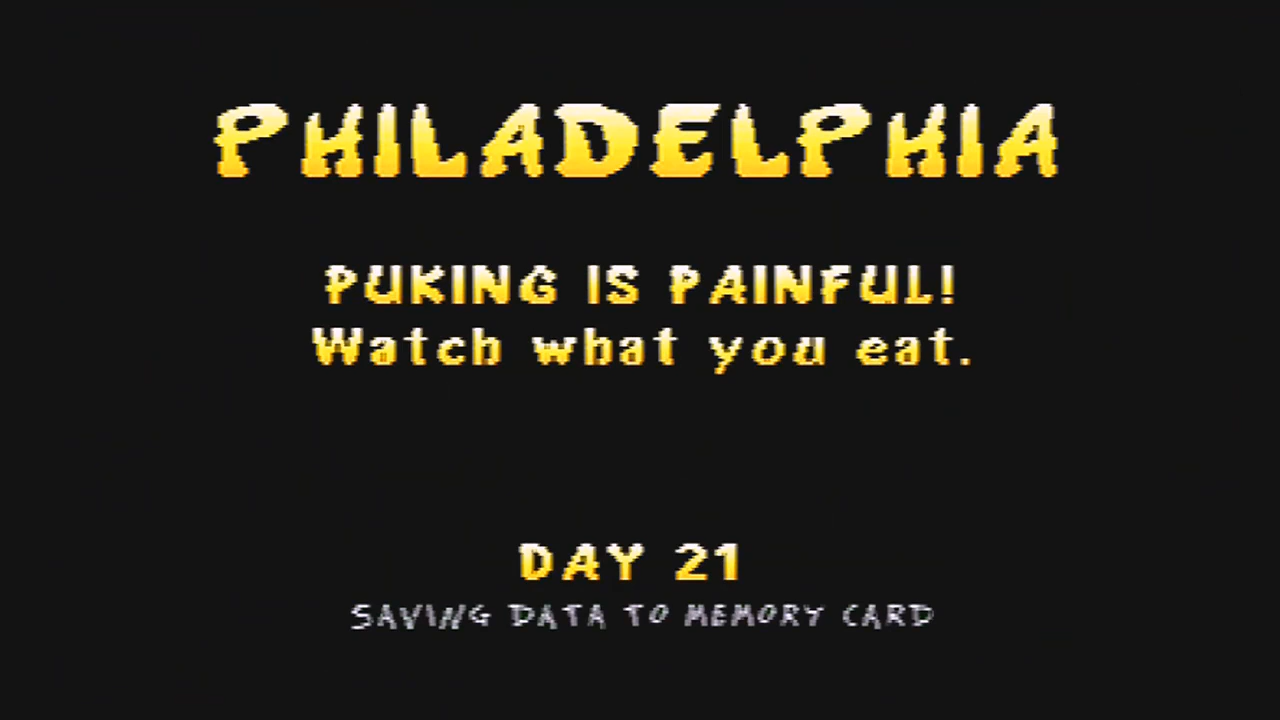 PHILADELPHIA
PUKING IS PAINFUL!
Watch what you eat.
DAY 21
SAVING DATA TO MEMORY CARD